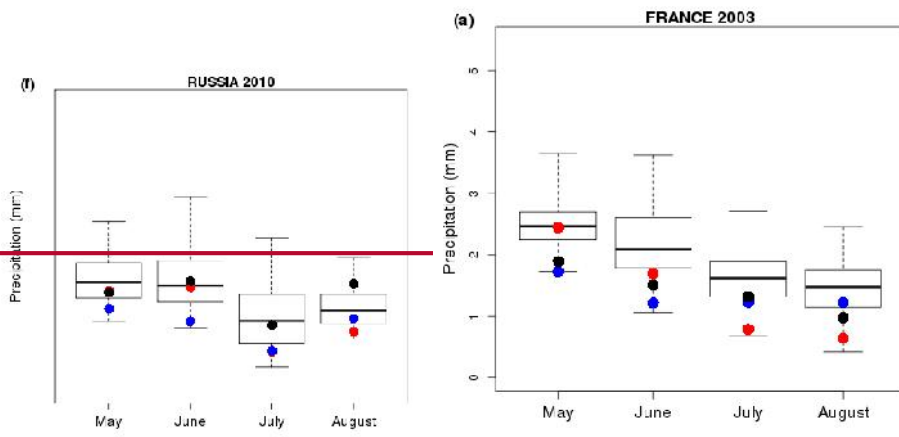 (f)
RUSSIA 2010
Precipitation (mm)
May June July August
(a)
FRANCE 2003
Precipitation (mm)
5
4
3
2
1
0
May June July August